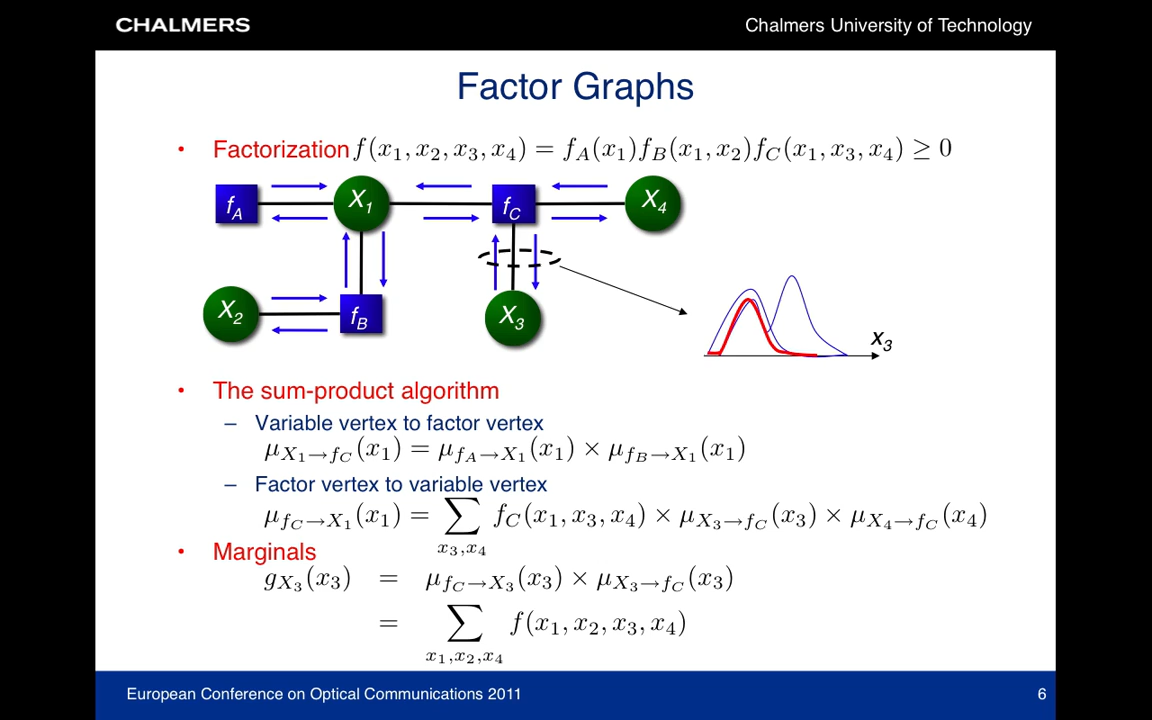 CHALMERS
Chalmers University of Technology
Factor Graphs
• Factorization f(x₁, x₂, x₃, x₄) = f_A(x₁)f_B(x₁, x₂)f_C(x₁, x₃, x₄) ≥ 0
f_A X₁ f_C X₄
X₂ f_B X₃
x₃
• The sum-product algorithm
– Variable vertex to factor vertex
μ_{X₁→f_C}(x₁) = μ_{f_A→X₁}(x₁) × μ_{f_B→X₁}(x₁)
– Factor vertex to variable vertex
μ_{f_C→X₁}(x₁) = ∑_{x₃,x₄} f_C(x₁, x₃, x₄) × μ_{X₃→f_C}(x₃) × μ_{X₄→f_C}(x₄)
• Marginals
g_{X₃}(x₃) = μ_{f_C→X₃}(x₃) × μ_{X₃→f_C}(x₃)
= ∑_{x₁,x₂,x₄} f(x₁, x₂, x₃, x₄)
European Conference on Optical Communications 2011
6